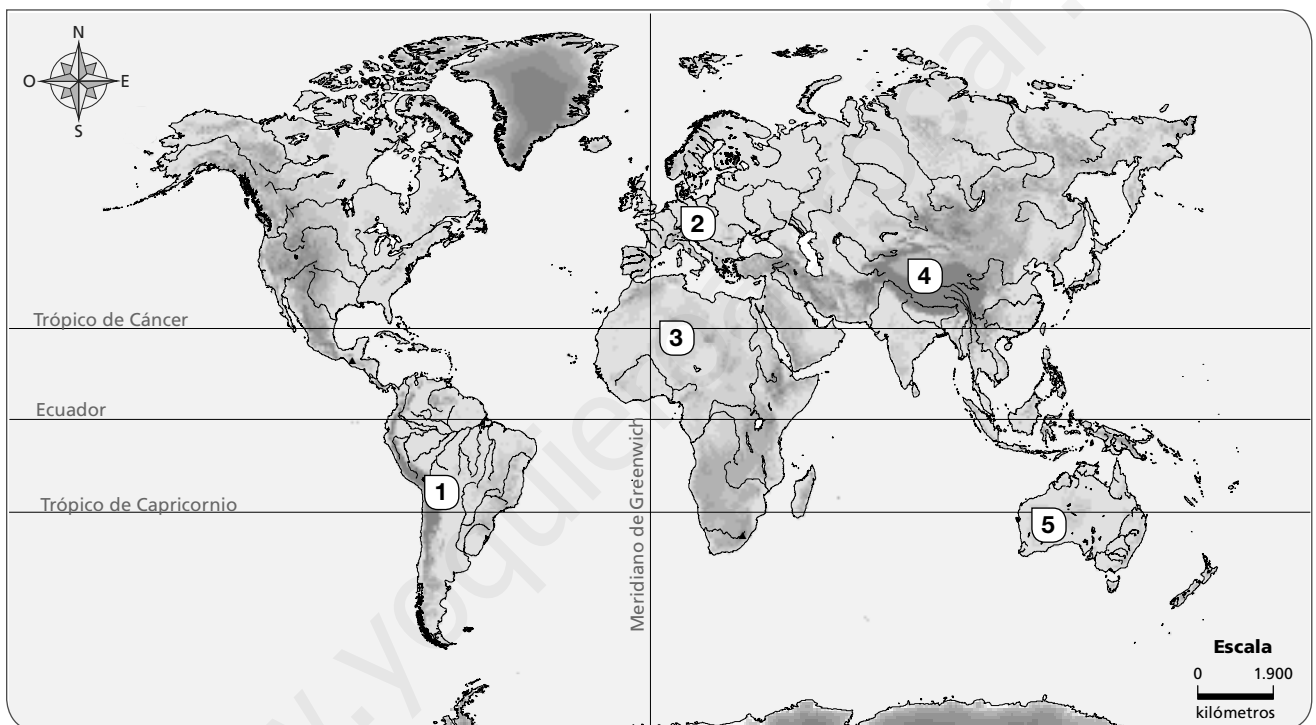 N
O
E
S
2
4
Trópico de Cáncer
3
Ecuador
Meridiano de Greenwich
1
Trópico de Capricornio
5
Escala
0 1.900
kilómetros